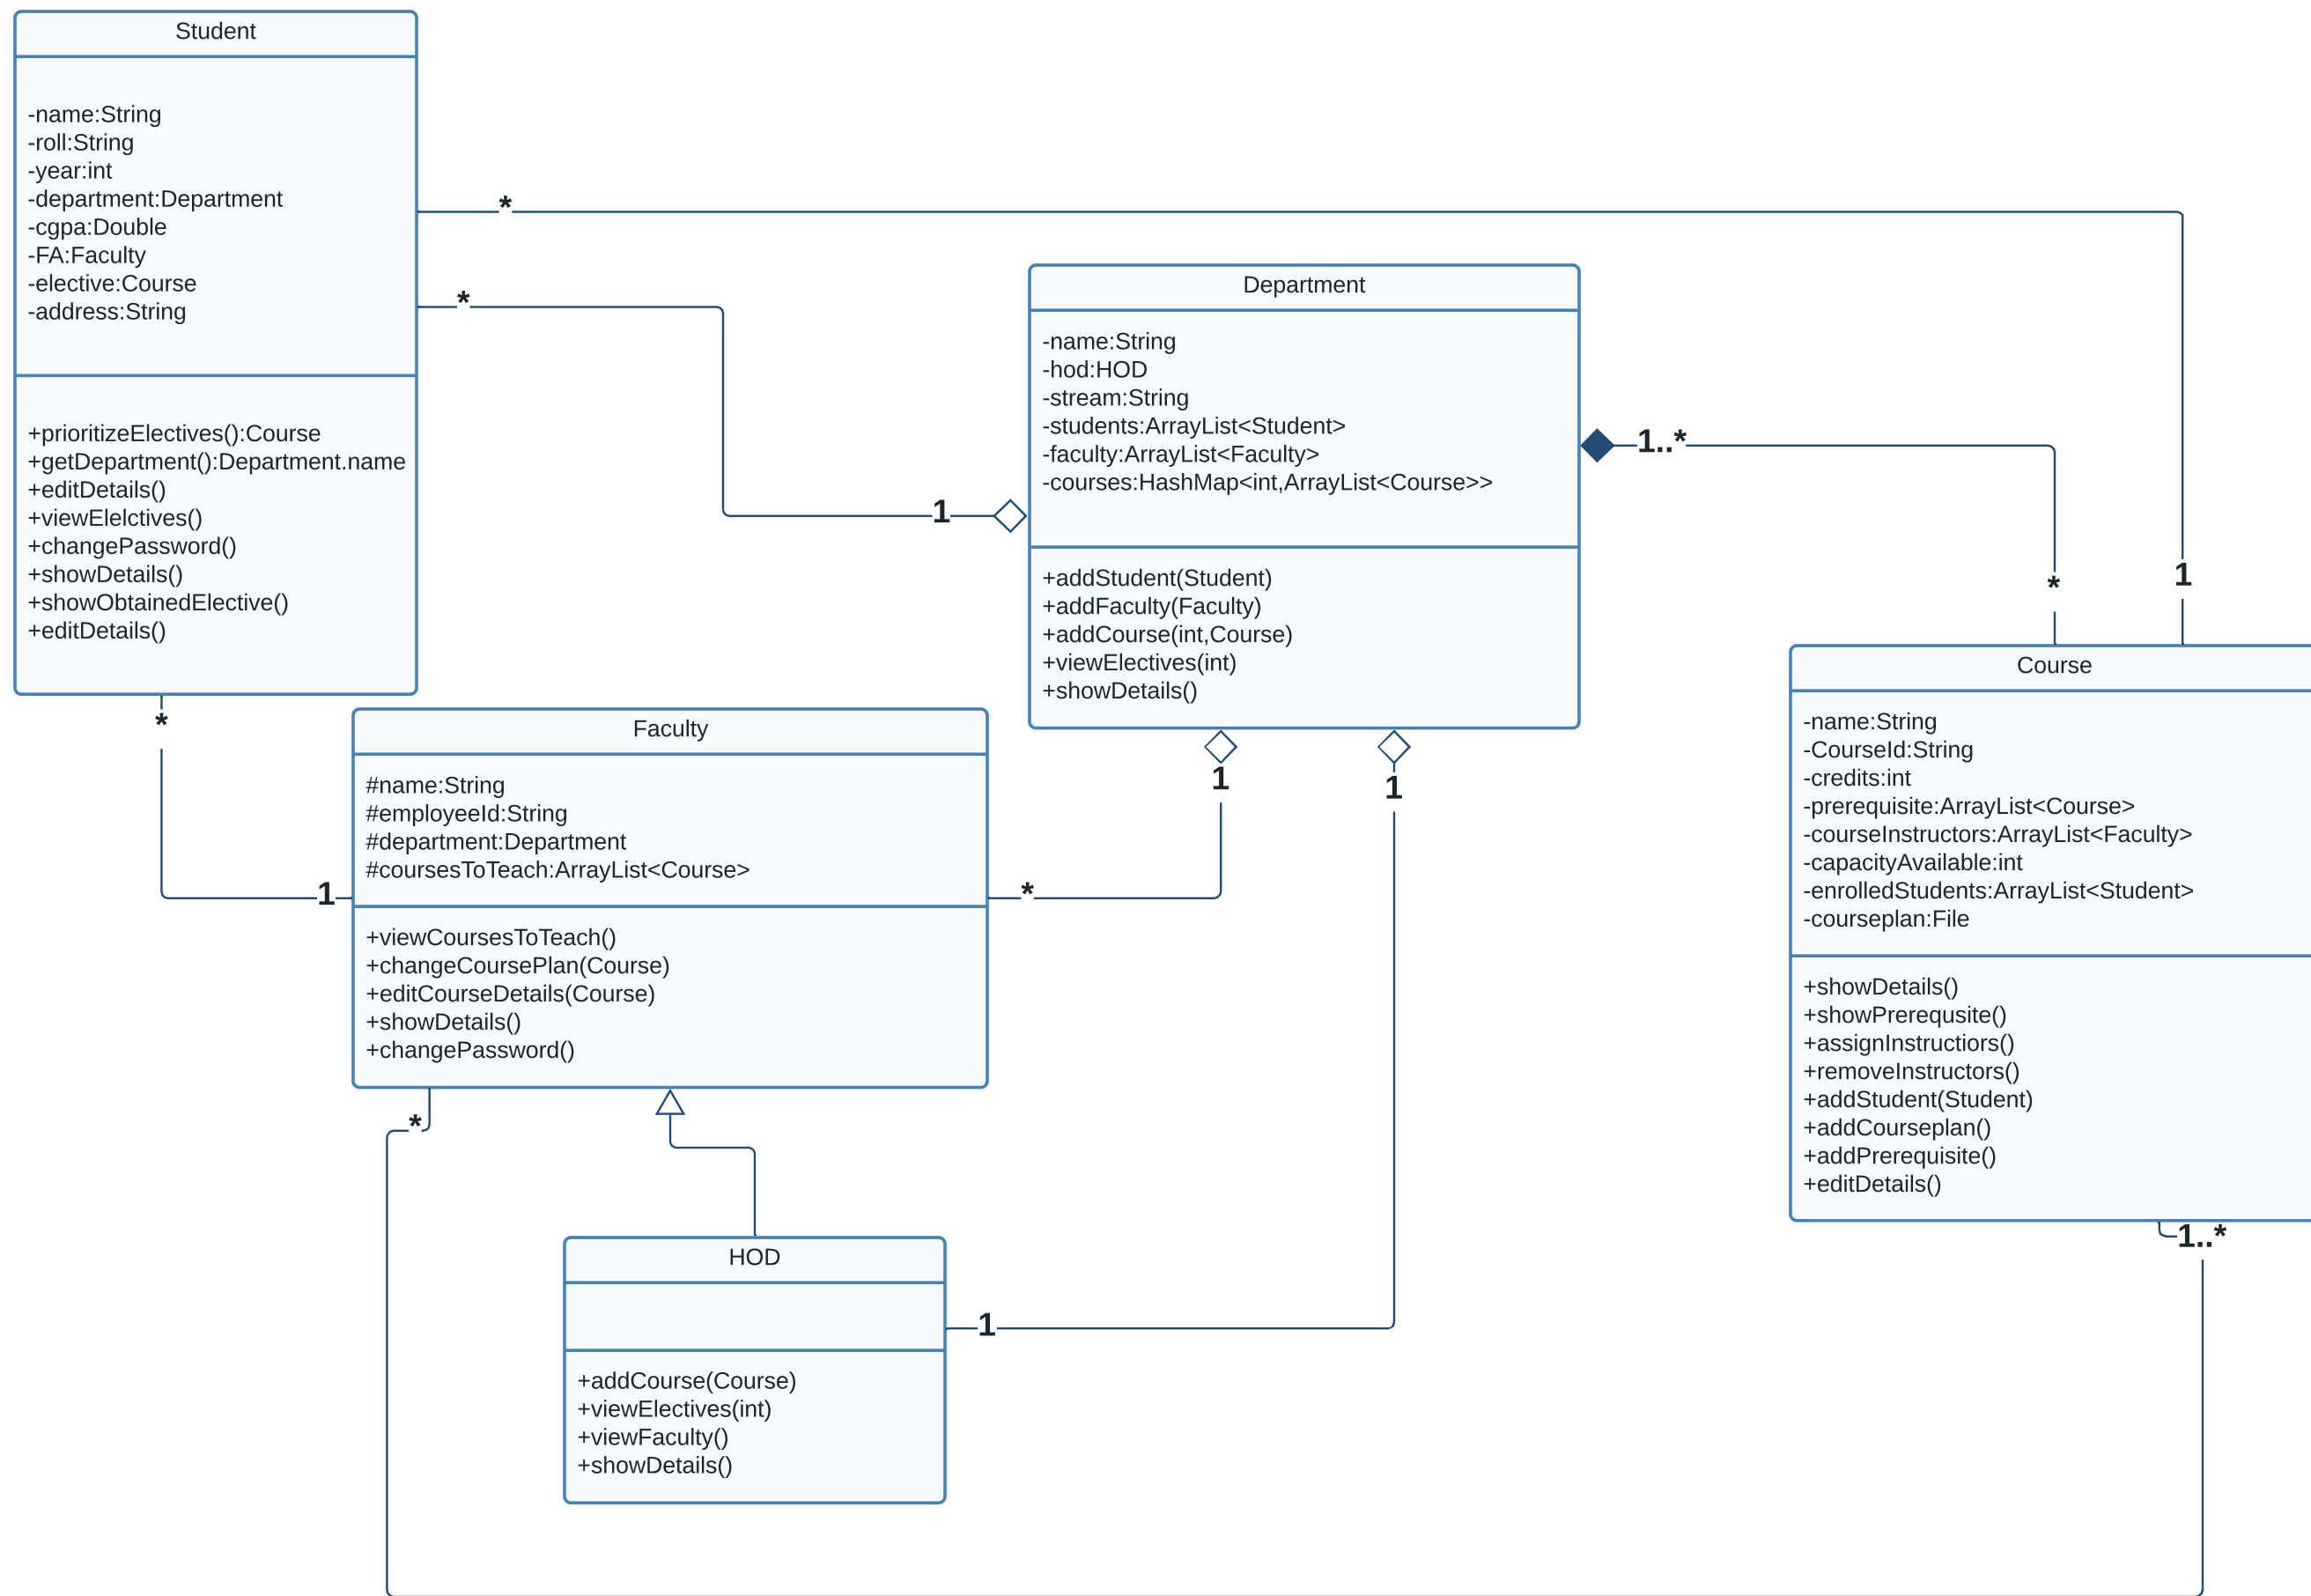 Student
-name:String
-roll:String
-year:int
-department:Department
-cgpa:Double
-FA:Faculty
-elective:Course
-address:String
+prioritizeElectives():Course
+getDepartment():Department.name
+editDetails()
+viewElelctives()
+changePassword()
+showDetails()
+showObtainedElective()
+editDetails()
*
*
1
*
1
Department
-name:String
-hod:HOD
-stream:String
-students:ArrayList<Student>
-faculty:ArrayList<Faculty>
-courses:HashMap<int,ArrayList<Course>>
+addStudent(Student)
+addFaculty(Faculty)
+addCourse(int,Course)
+viewElectives(int)
+showDetails()
1..*
*
1
1
1
Faculty
#name:String
#employeeId:String
#department:Department
#coursesToTeach:ArrayList<Course>
+viewCoursesToTeach()
+changeCoursePlan(Course)
+editCourseDetails(Course)
+showDetails()
+changePassword()
*
*
Course
-name:String
-CourseId:String
-credits:int
-prerequisite:ArrayList<Course>
-courseInstructors:ArrayList<Faculty>
-capacityAvailable:int
-enrolledStudents:ArrayList<Student>
-courseplan:File
+showDetails()
+showPrerequsite()
+assignInstructiors()
+removeInstructors()
+addStudent(Student)
+addCourseplan()
+addPrerequisite()
+editDetails()
1..*
HOD
+addCourse(Course)
+viewElectives(int)
+viewFaculty()
+showDetails()
1